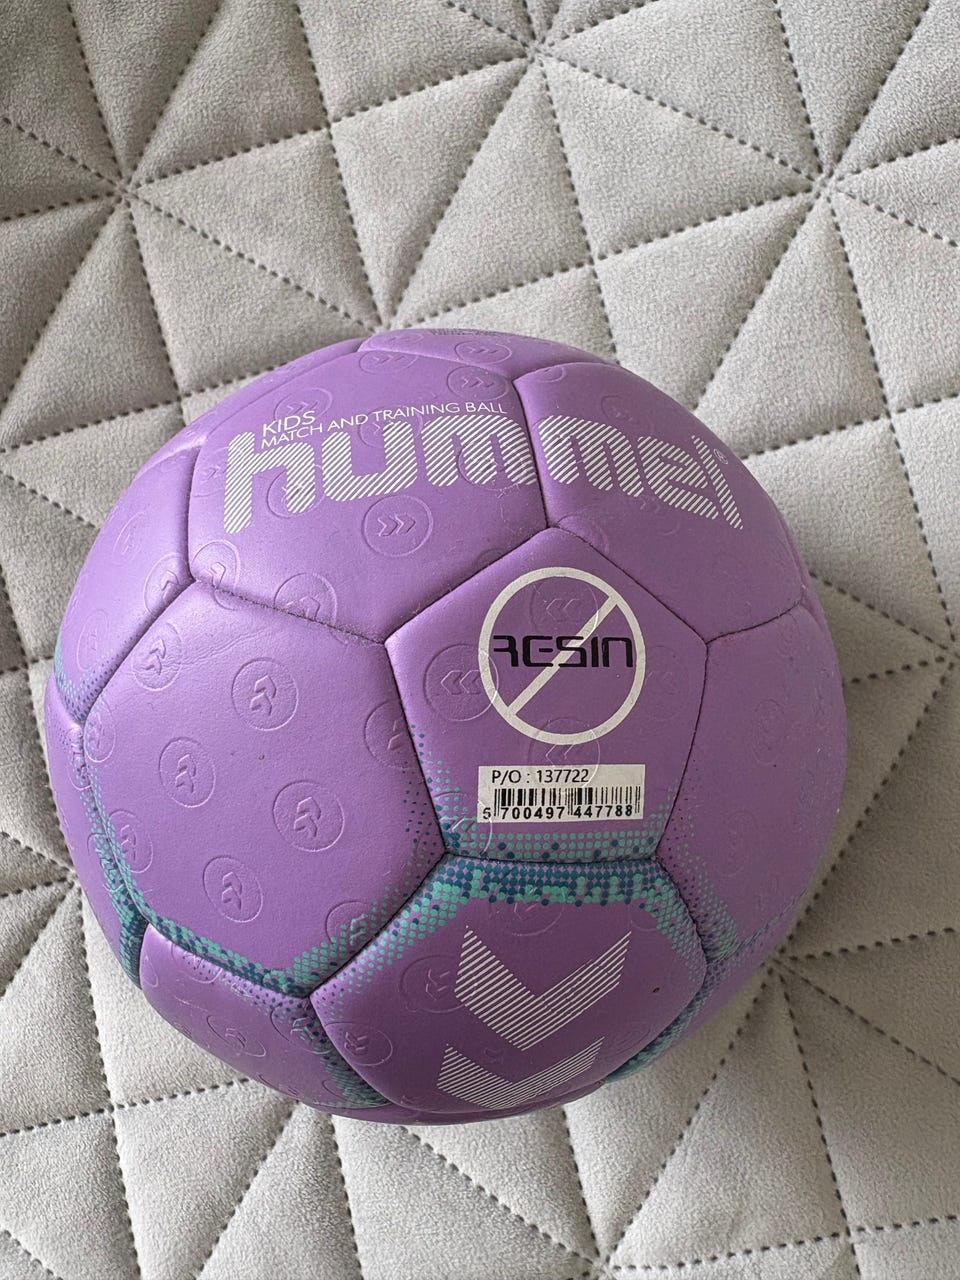 KIDS
MATCH AND TRAINING BALL
hummel®
RESIN
P/O : 137722
5 700497 447788